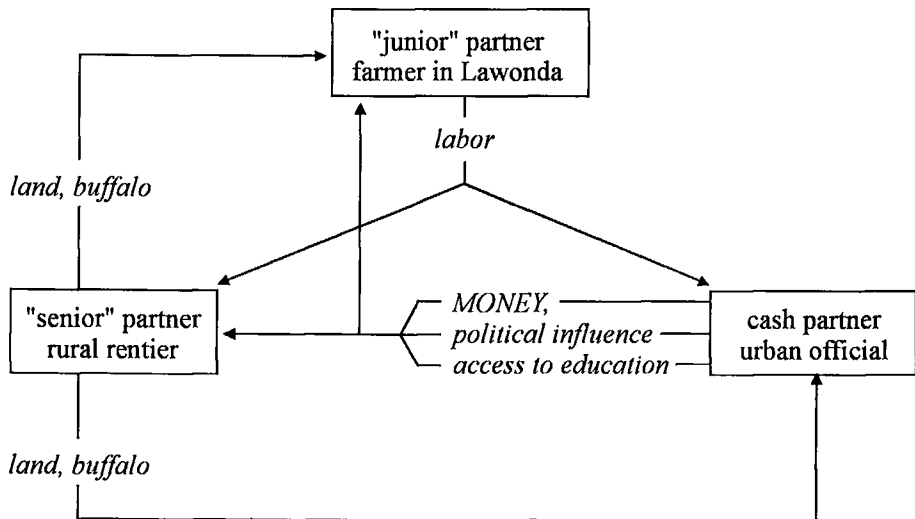 "junior" partner
farmer in Lawonda
labor
land, buffalo
"senior" partner
rural rentier
MONEY,
political influence
access to education
cash partner
urban official
land, buffalo